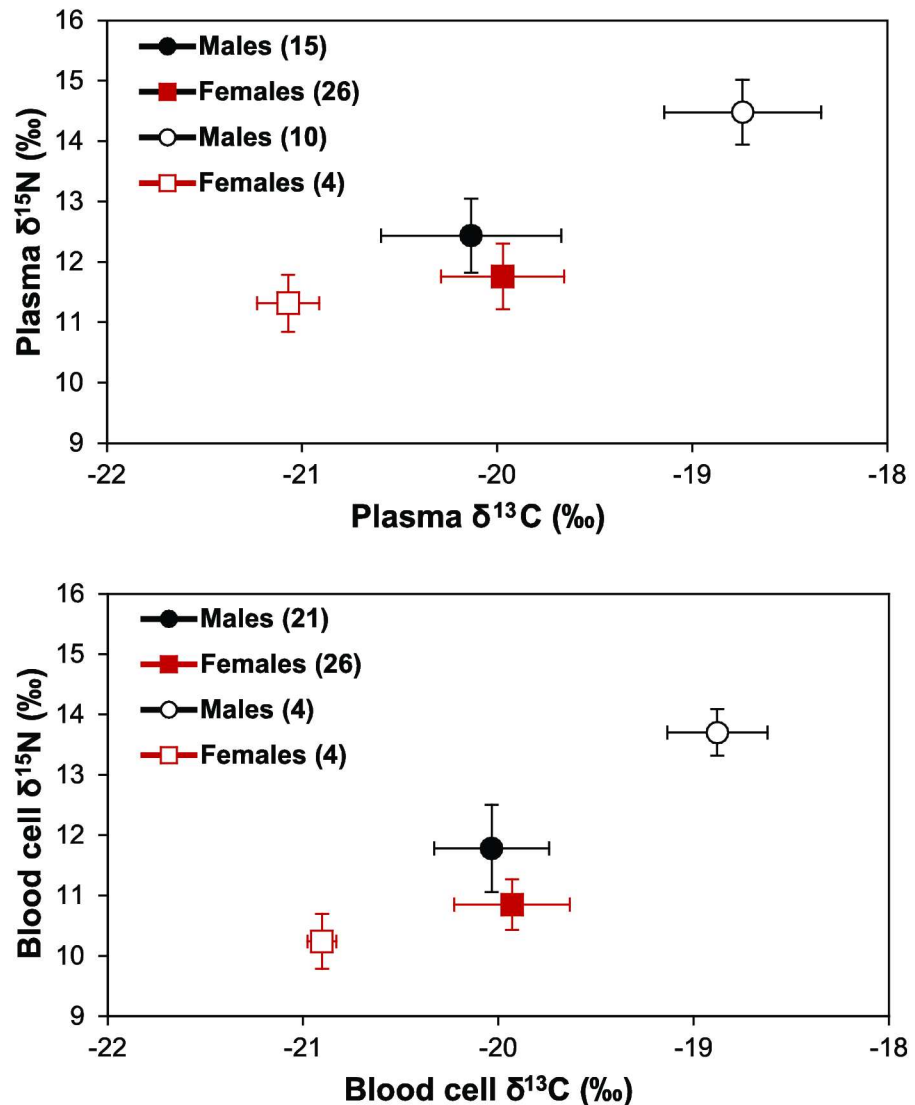 16
15
14
13
12
11
10
9
Plasma δ¹⁵N (‰)
Males (15)
Females (26)
Males (10)
Females (4)
-22 -21 -20 -19 -18
Plasma δ¹³C (‰)
16
15
14
13
12
11
10
9
Blood cell δ¹⁵N (‰)
Males (21)
Females (26)
Males (4)
Females (4)
-22 -21 -20 -19 -18
Blood cell δ¹³C (‰)